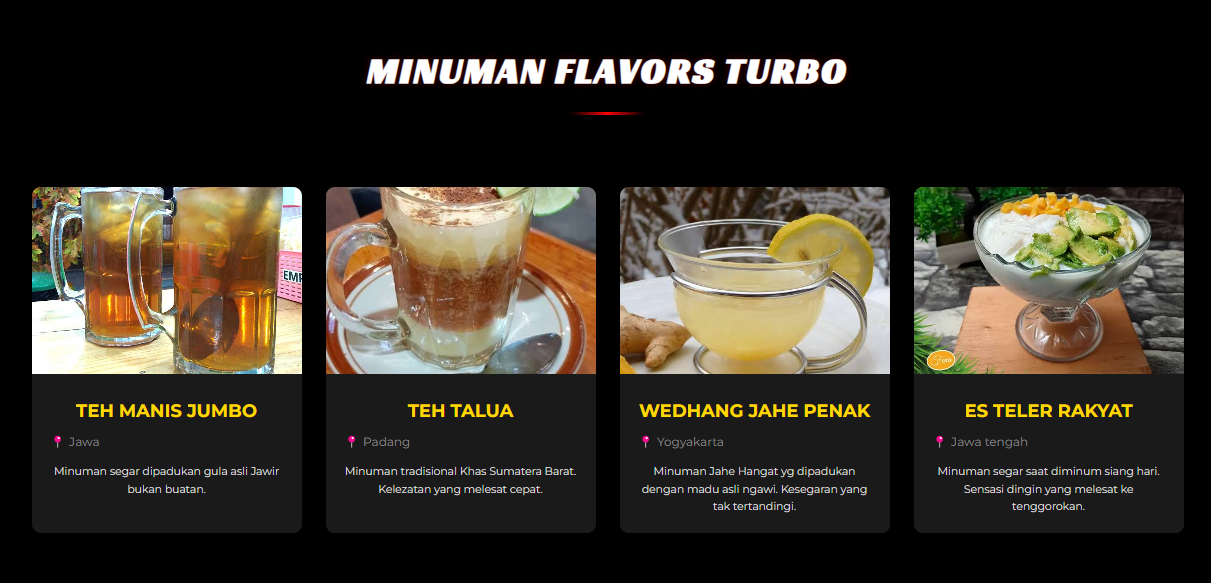 MINUMAN FLAVORS TURBO
EMP
TEH MANIS JUMBO
Jawa
Minuman segar dipadukan gula asli Jawir
bukan buatan.
TEH TALUA
Padang
Minuman tradisional Khas Sumatera Barat.
Kelezatan yang melesat cepat.
WEDHANG JAHE PENAK
Yogyakarta
Minuman Jahe Hangat yg dipadukan
dengan madu asli ngawi. Kesegaran yang
tak tertandingi.
ES TELER RAKYAT
Jawa tengah
Minuman segar saat diminum siang hari.
Sensasi dingin yang melesat ke
tenggorokan.